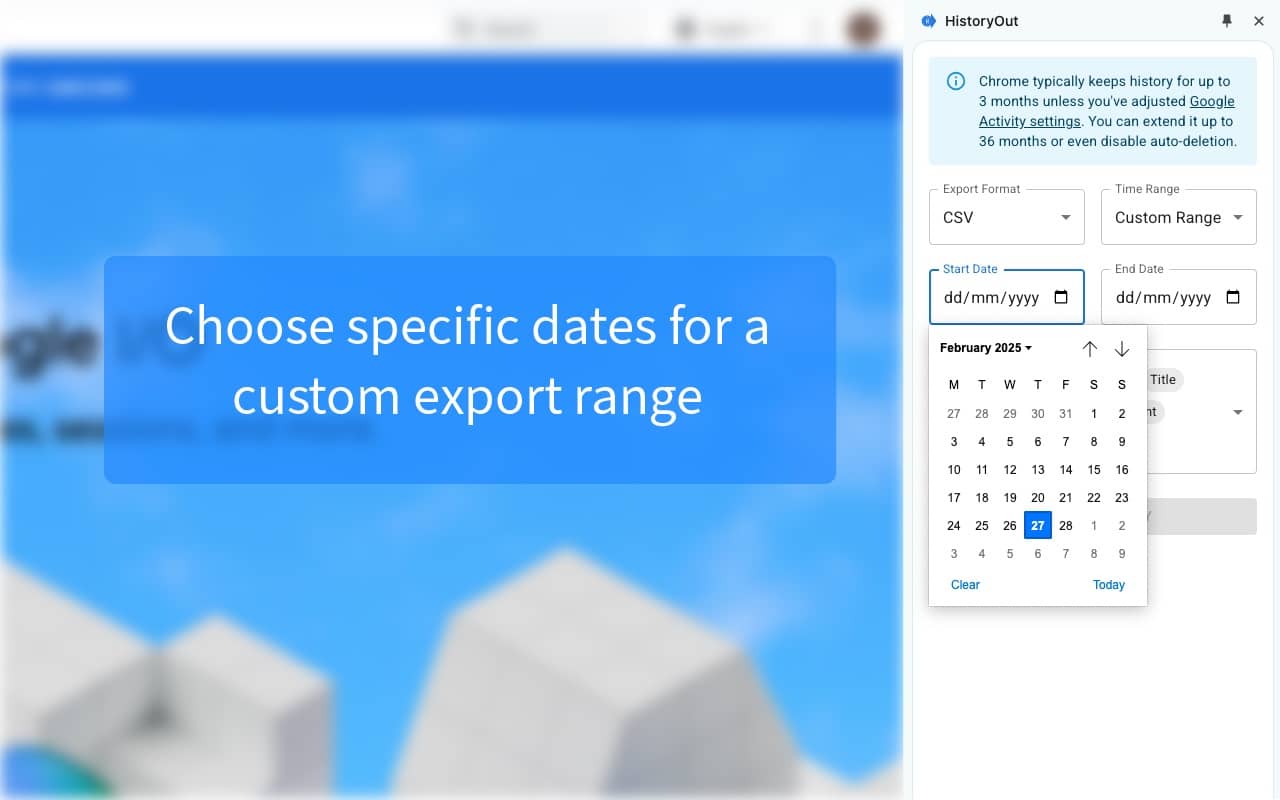 HistoryOut
Chrome typically keeps history for up to
3 months unless you've adjusted Google
Activity settings. You can extend it up to
36 months or even disable auto-deletion.
Export Format
CSV
Time Range
Custom Range
Start Date
dd/mm/yyyy
End Date
dd/mm/yyyy
February 2025
M T W T F S S
27 28 29 30 31 1 2
3 4 5 6 7 8 9
10 11 12 13 14 15 16
17 18 19 20 21 22 23
24 25 26 27 28 1 2
3 4 5 6 7 8 9
Clear Today
Title
Choose specific dates for a
custom export range